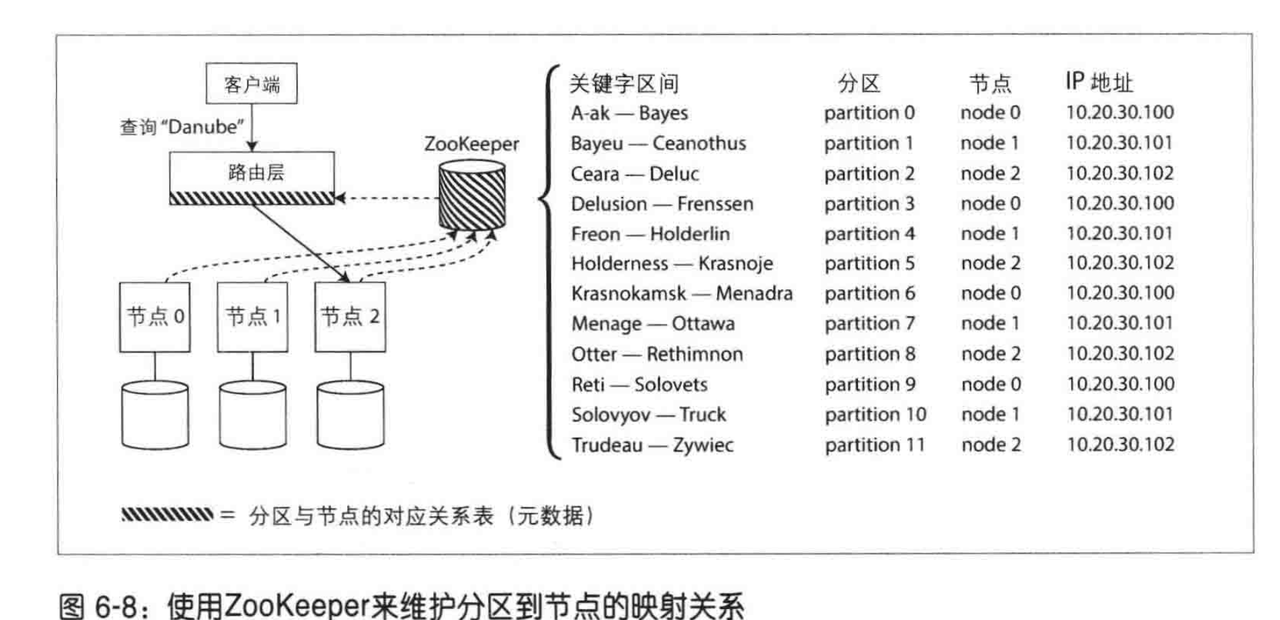 客户端
查询 “Danube”
路由层
ZooKeeper
节点 0
节点 1
节点 2
关键字区间 分区 节点 IP 地址
A-ak — Bayes partition 0 node 0 10.20.30.100
Bayeu — Ceanothus partition 1 node 1 10.20.30.101
Ceara — Deluc partition 2 node 2 10.20.30.102
Delusion — Frenssen partition 3 node 0 10.20.30.100
Freon — Holderlin partition 4 node 1 10.20.30.101
Holderness — Krasnoje partition 5 node 2 10.20.30.102
Krasnokamsk — Menadra partition 6 node 0 10.20.30.100
Menage — Ottawa partition 7 node 1 10.20.30.101
Otter — Rethimnon partition 8 node 2 10.20.30.102
Reti — Solovets partition 9 node 0 10.20.30.100
Solovyov — Truck partition 10 node 1 10.20.30.101
Trudeau — Zywiec partition 11 node 2 10.20.30.102
= 分区与节点的对应关系表（元数据）
图 6-8：使用ZooKeeper来维护分区到节点的映射关系